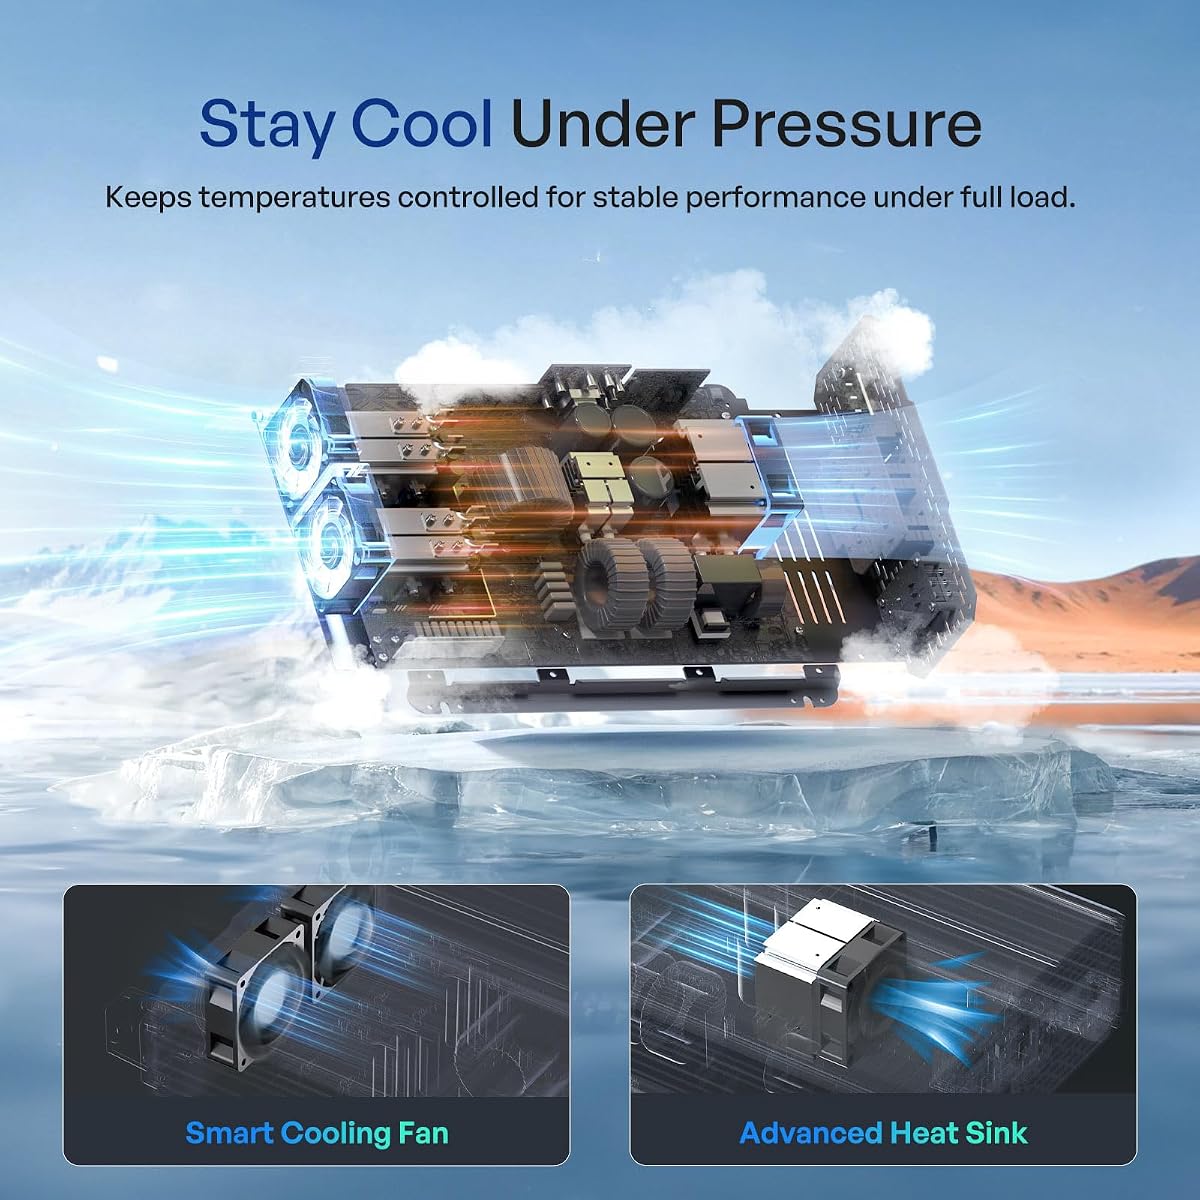 Stay Cool Under Pressure
Keeps temperatures controlled for stable performance under full load.
Smart Cooling Fan
Advanced Heat Sink